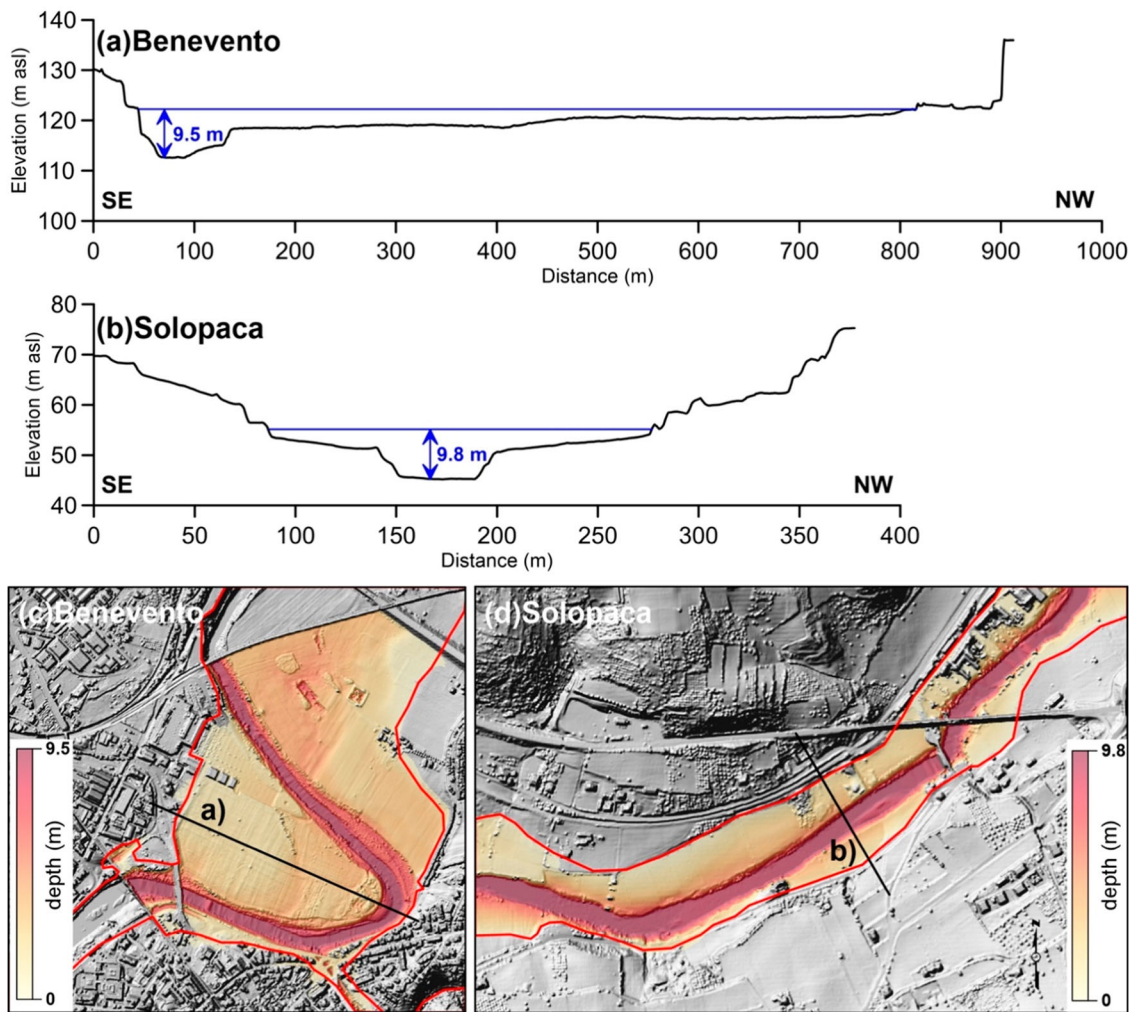 (a)Benevento
Elevation (m asl)
140
130
120
110
100
9.5 m
SE
NW
0 100 200 300 400 500 600 700 800 900 1000
Distance (m)
(b)Solopaca
Elevation (m asl)
80
70
60
50
40
9.8 m
SE
NW
0 50 100 150 200 250 300 350 400
Distance (m)
(c)Benevento
9.5
depth (m)
0
a)
(d)Solopaca
9.8
depth (m)
0
b)